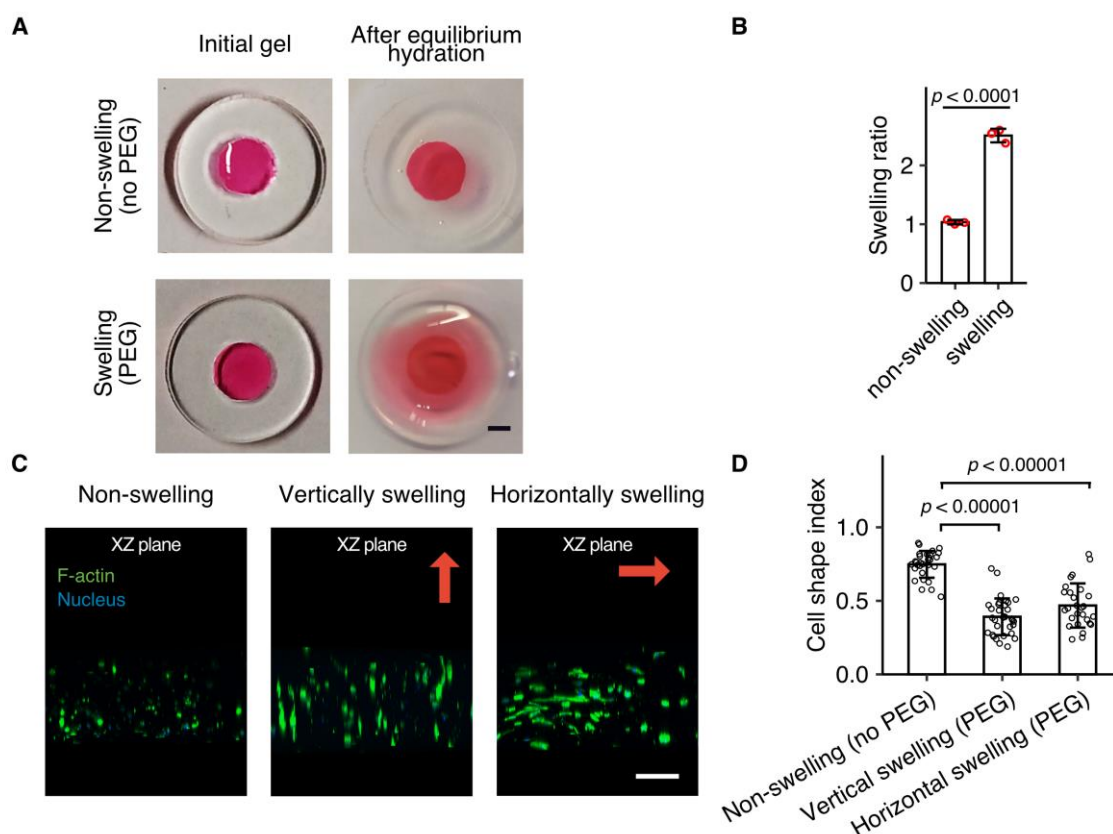 A
Initial gel
After equilibrium
hydration
Non-swelling
(no PEG)
Swelling
(PEG)
B
p < 0.0001
Swelling ratio
2
1
0
non-swelling
swelling
C
Non-swelling
Vertically swelling
Horizontally swelling
XZ plane
XZ plane
XZ plane
F-actin
Nucleus
D
p < 0.00001
p < 0.00001
Cell shape index
1.0
0.5
0.0
Non-swelling (no PEG)
Vertical swelling (PEG)
Horizontal swelling (PEG)